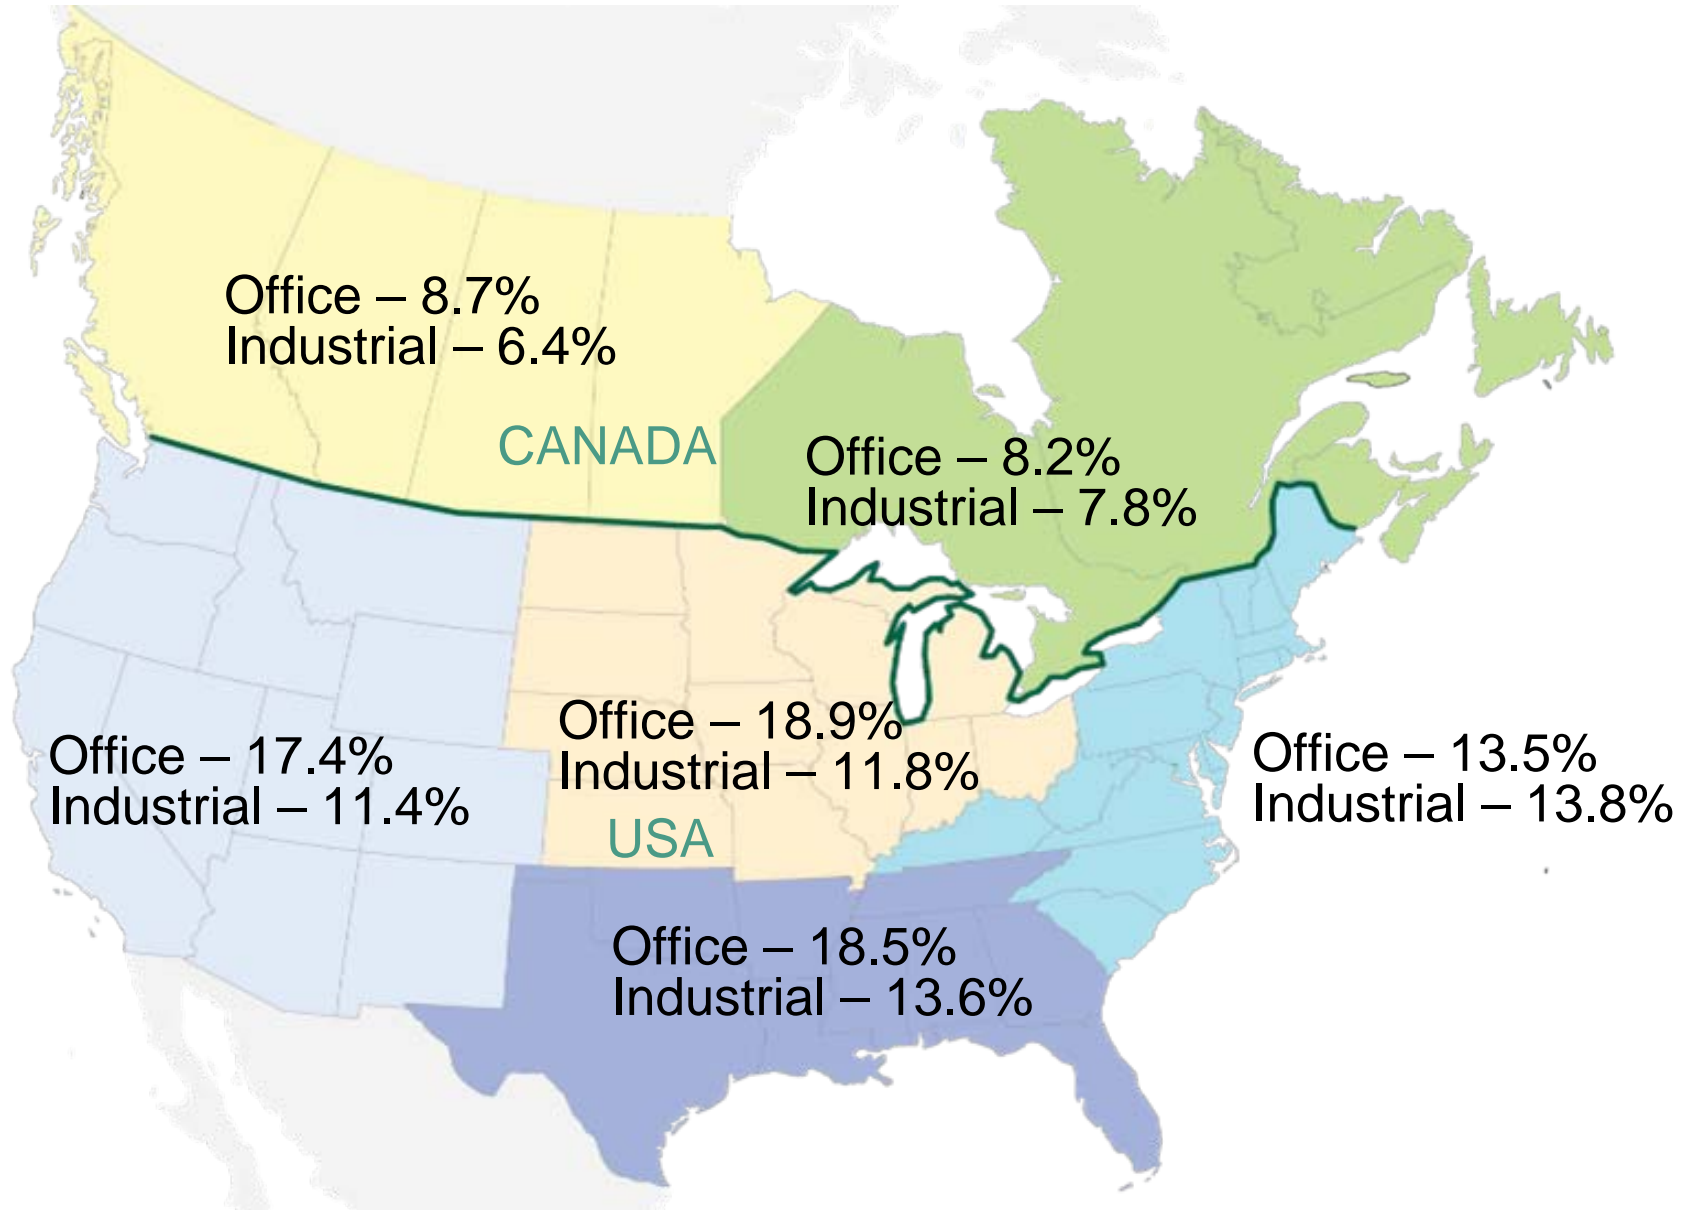 Office – 8.7%
Industrial – 6.4%
CANADA
Office – 8.2%
Industrial – 7.8%
Office – 17.4%
Industrial – 11.4%
Office – 18.9%
Industrial – 11.8%
USA
Office – 13.5%
Industrial – 13.8%
Office – 18.5%
Industrial – 13.6%